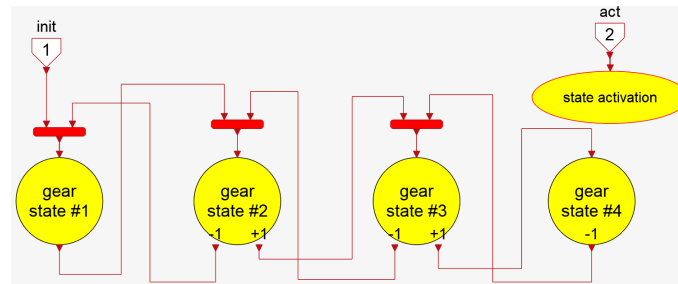 init
1
act
2
state activation
gear
state #1
gear
state #2
-1 +1
gear
state #3
-1 +1
gear
state #4
-1